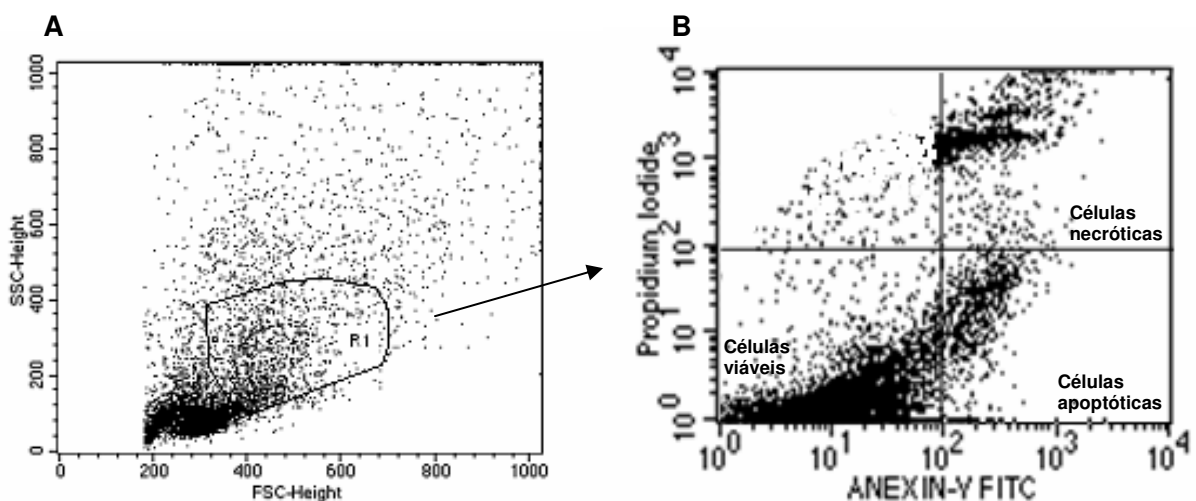 A
1000
800
600
400
200
0
SSC-Height
R1
0 200 400 600 800 1000
FSC-Height
B
10^4
10^3
10^2
10^1
10^0
Propidium Iodide
Células
necróticas
Células
viáveis
Células
apoptóticas
10^0 10^1 10^2 10^3 10^4
ANEXIN-Y FITC